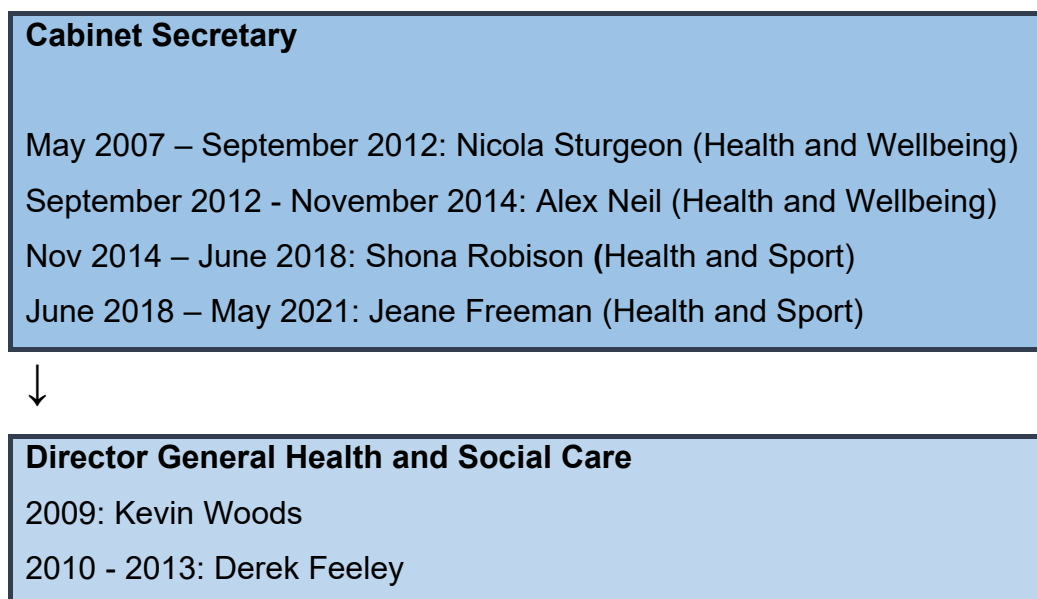 Cabinet Secretary
May 2007 – September 2012: Nicola Sturgeon (Health and Wellbeing)
September 2012 - November 2014: Alex Neil (Health and Wellbeing)
Nov 2014 – June 2018: Shona Robison (Health and Sport)
June 2018 – May 2021: Jeane Freeman (Health and Sport)
↓
Director General Health and Social Care
2009: Kevin Woods
2010 - 2013: Derek Feeley